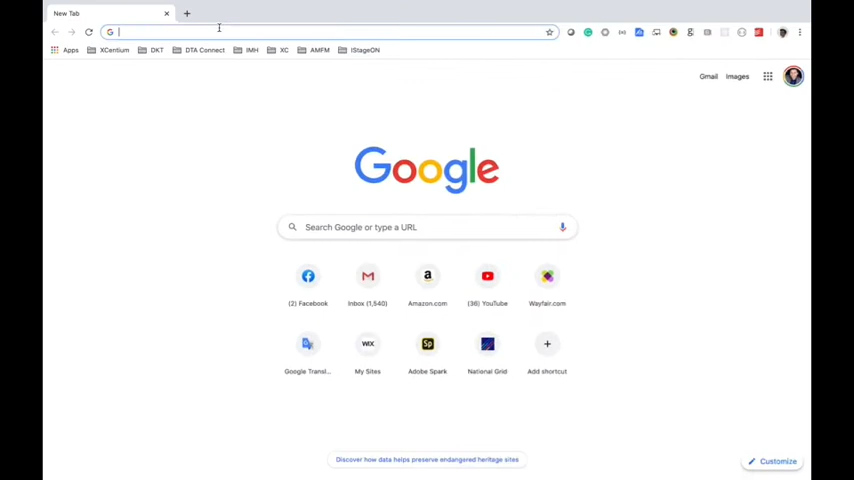 New Tab
Apps XCentium DKT DTA Connect IMH XC AMFM IStageON
Gmail Images
Google
Search Google or type a URL
(2) Facebook Inbox (1,540) Amazon.com (36) YouTube Wayfair.com
WIX Sp
Google Transl... My Sites Adobe Spark National Grid Add shortcut
Discover how data helps preserve endangered heritage sites
Customize